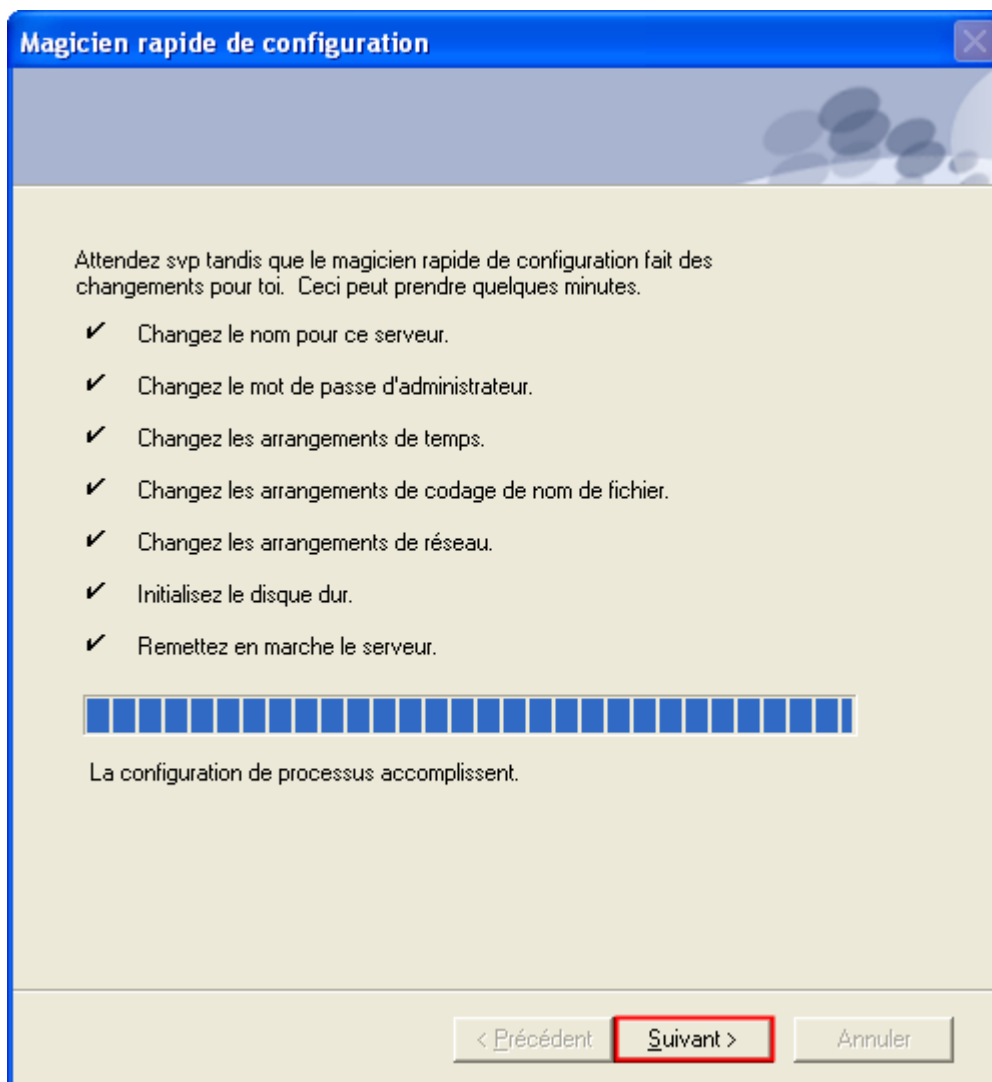 Magicien rapide de configuration
Attendez svp tandis que le magicien rapide de configuration fait des
changements pour toi.  Ceci peut prendre quelques minutes.
✔ Changez le nom pour ce serveur.
✔ Changez le mot de passe d'administrateur.
✔ Changez les arrangements de temps.
✔ Changez les arrangements de codage de nom de fichier.
✔ Changez les arrangements de réseau.
✔ Initialisez le disque dur.
✔ Remettez en marche le serveur.
La configuration de processus accomplissent.
< Précédent
Suivant >
Annuler